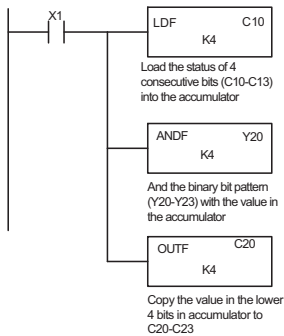 X1
LDF C10
K4
Load the status of 4
consecutive bits (C10-C13)
into the accumulator
ANDF Y20
K4
And the binary bit pattern
(Y20-Y23) with the value in
the accumulator
OUTF C20
K4
Copy the value in the lower
4 bits in accumulator to
C20-C23